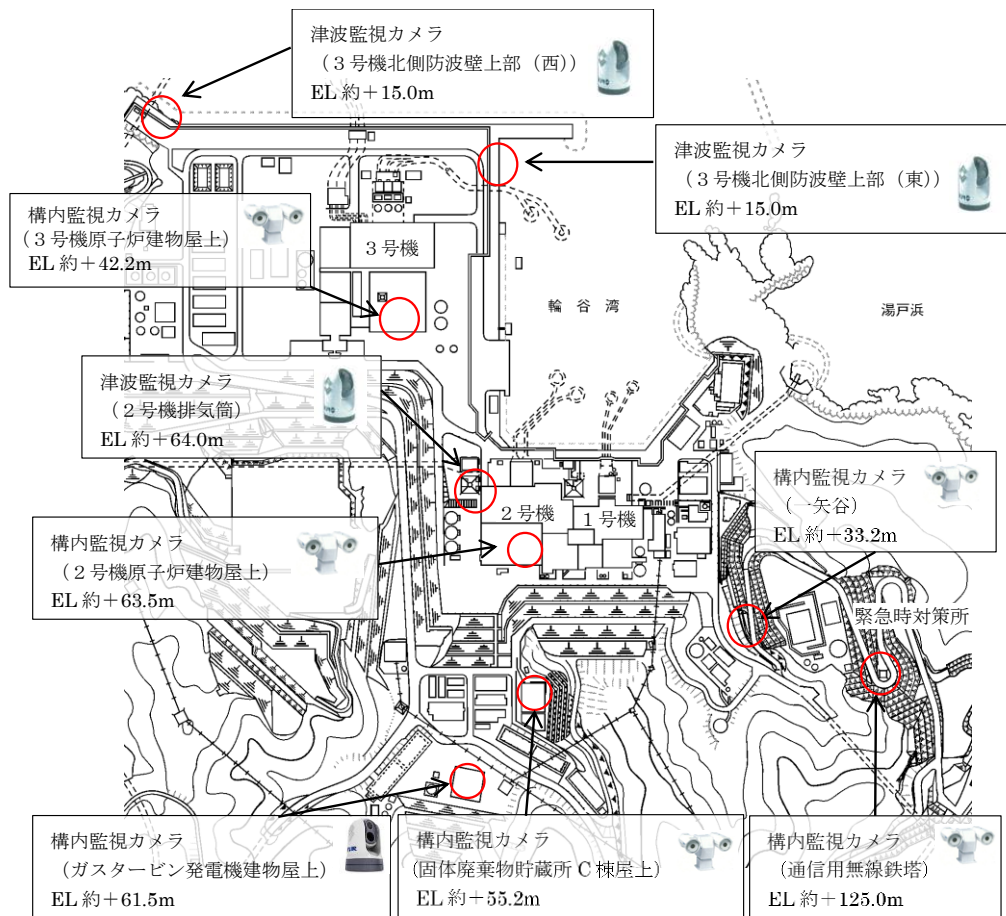 津波監視カメラ
（３号機北側防波壁上部（西））
EL 約＋15.0m
津波監視カメラ
（３号機北側防波壁上部（東））
EL 約＋15.0m
構内監視カメラ
（３号機原子炉建物屋上）
EL 約＋42.2m
３号機
輪谷湾
湯戸浜
津波監視カメラ
（２号機排気筒）
EL 約＋64.0m
構内監視カメラ
（一矢谷）
EL 約＋33.2m
２号機
１号機
構内監視カメラ
（２号機原子炉建物屋上）
EL 約＋63.5m
緊急時対策所
構内監視カメラ
（ガスタービン発電機建物屋上）
EL 約＋61.5m
構内監視カメラ
（固体廃棄物貯蔵所 C 棟屋上）
EL 約＋55.2m
構内監視カメラ
（通信用無線鉄塔）
EL 約＋125.0m